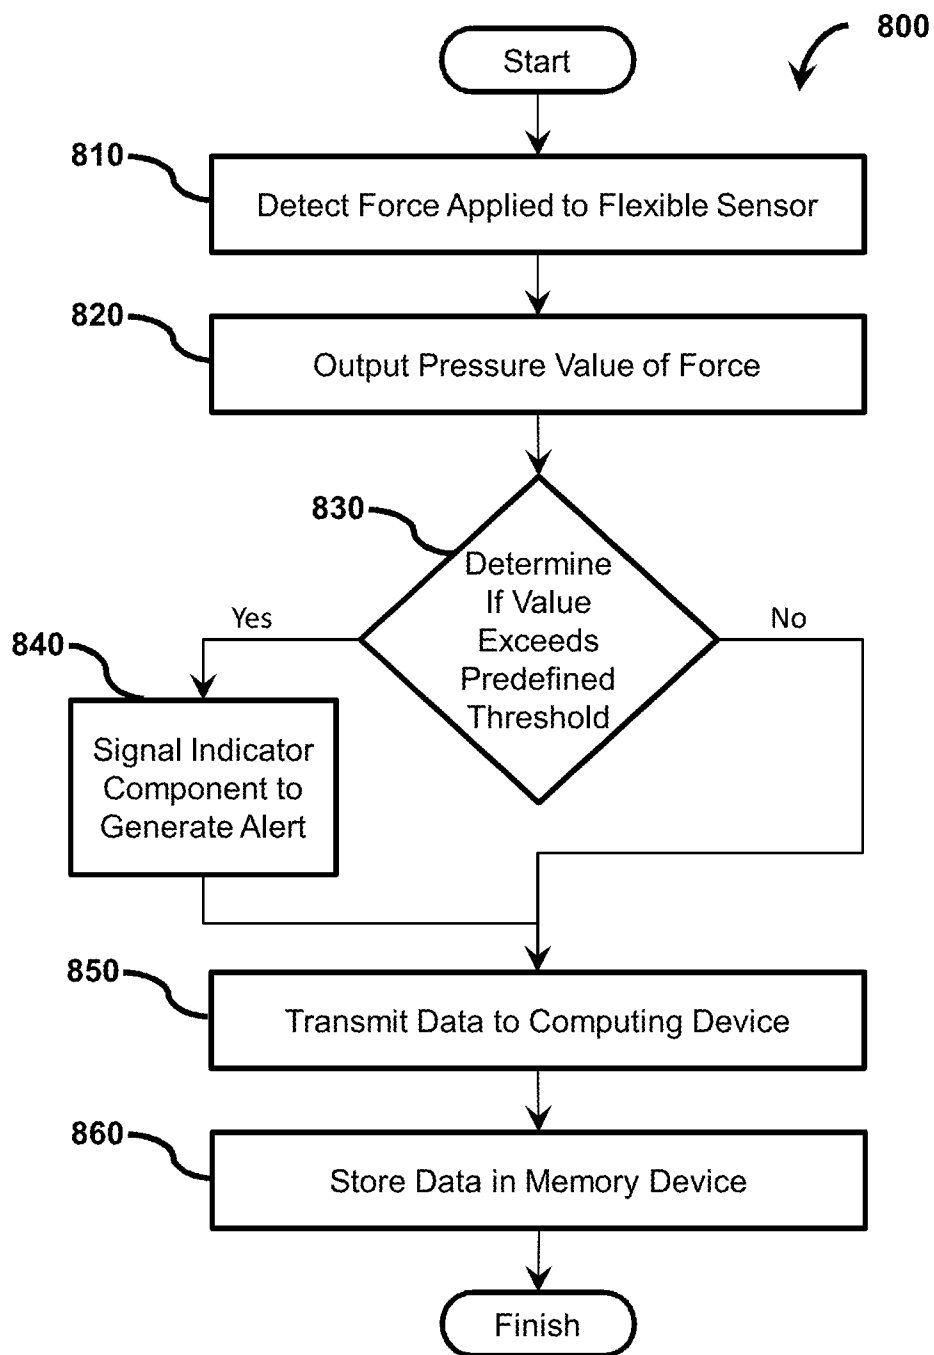 800
Start
810
Detect Force Applied to Flexible Sensor
820
Output Pressure Value of Force
830
Determine
If Value
Exceeds
Predefined
Threshold
Yes
No
840
Signal Indicator
Component to
Generate Alert
850
Transmit Data to Computing Device
860
Store Data in Memory Device
Finish